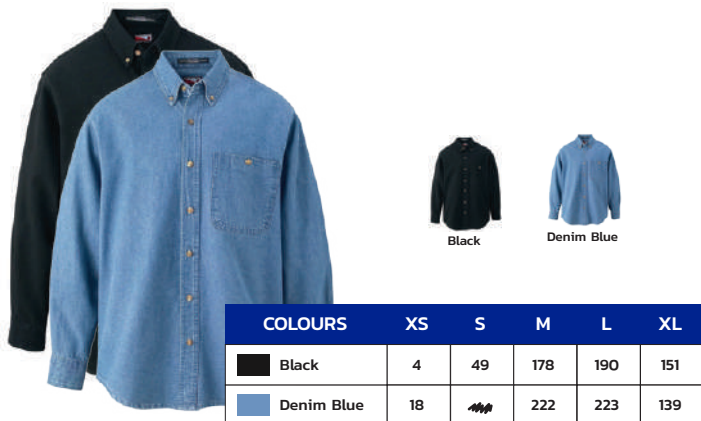 Black
Denim Blue
COLOURS XS S M L XL
Black 4 49 178 190 151
Denim Blue 18 222 223 139